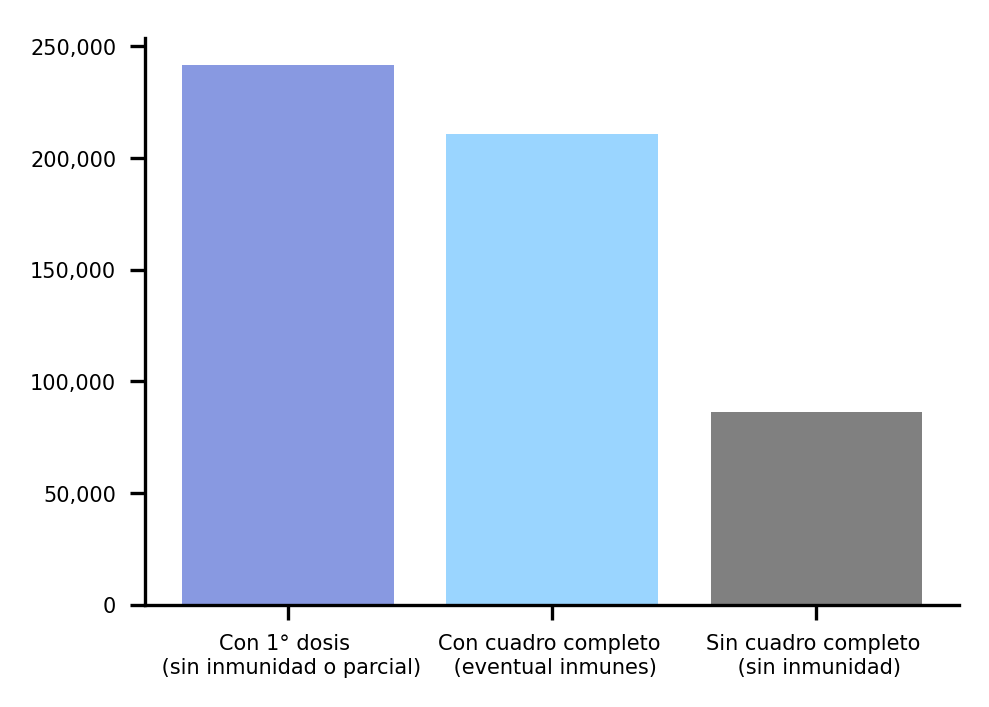 250,000
200,000
150,000
100,000
50,000
0
Con 1° dosis
(sin inmunidad o parcial)
Con cuadro completo
(eventual inmunes)
Sin cuadro completo
(sin inmunidad)